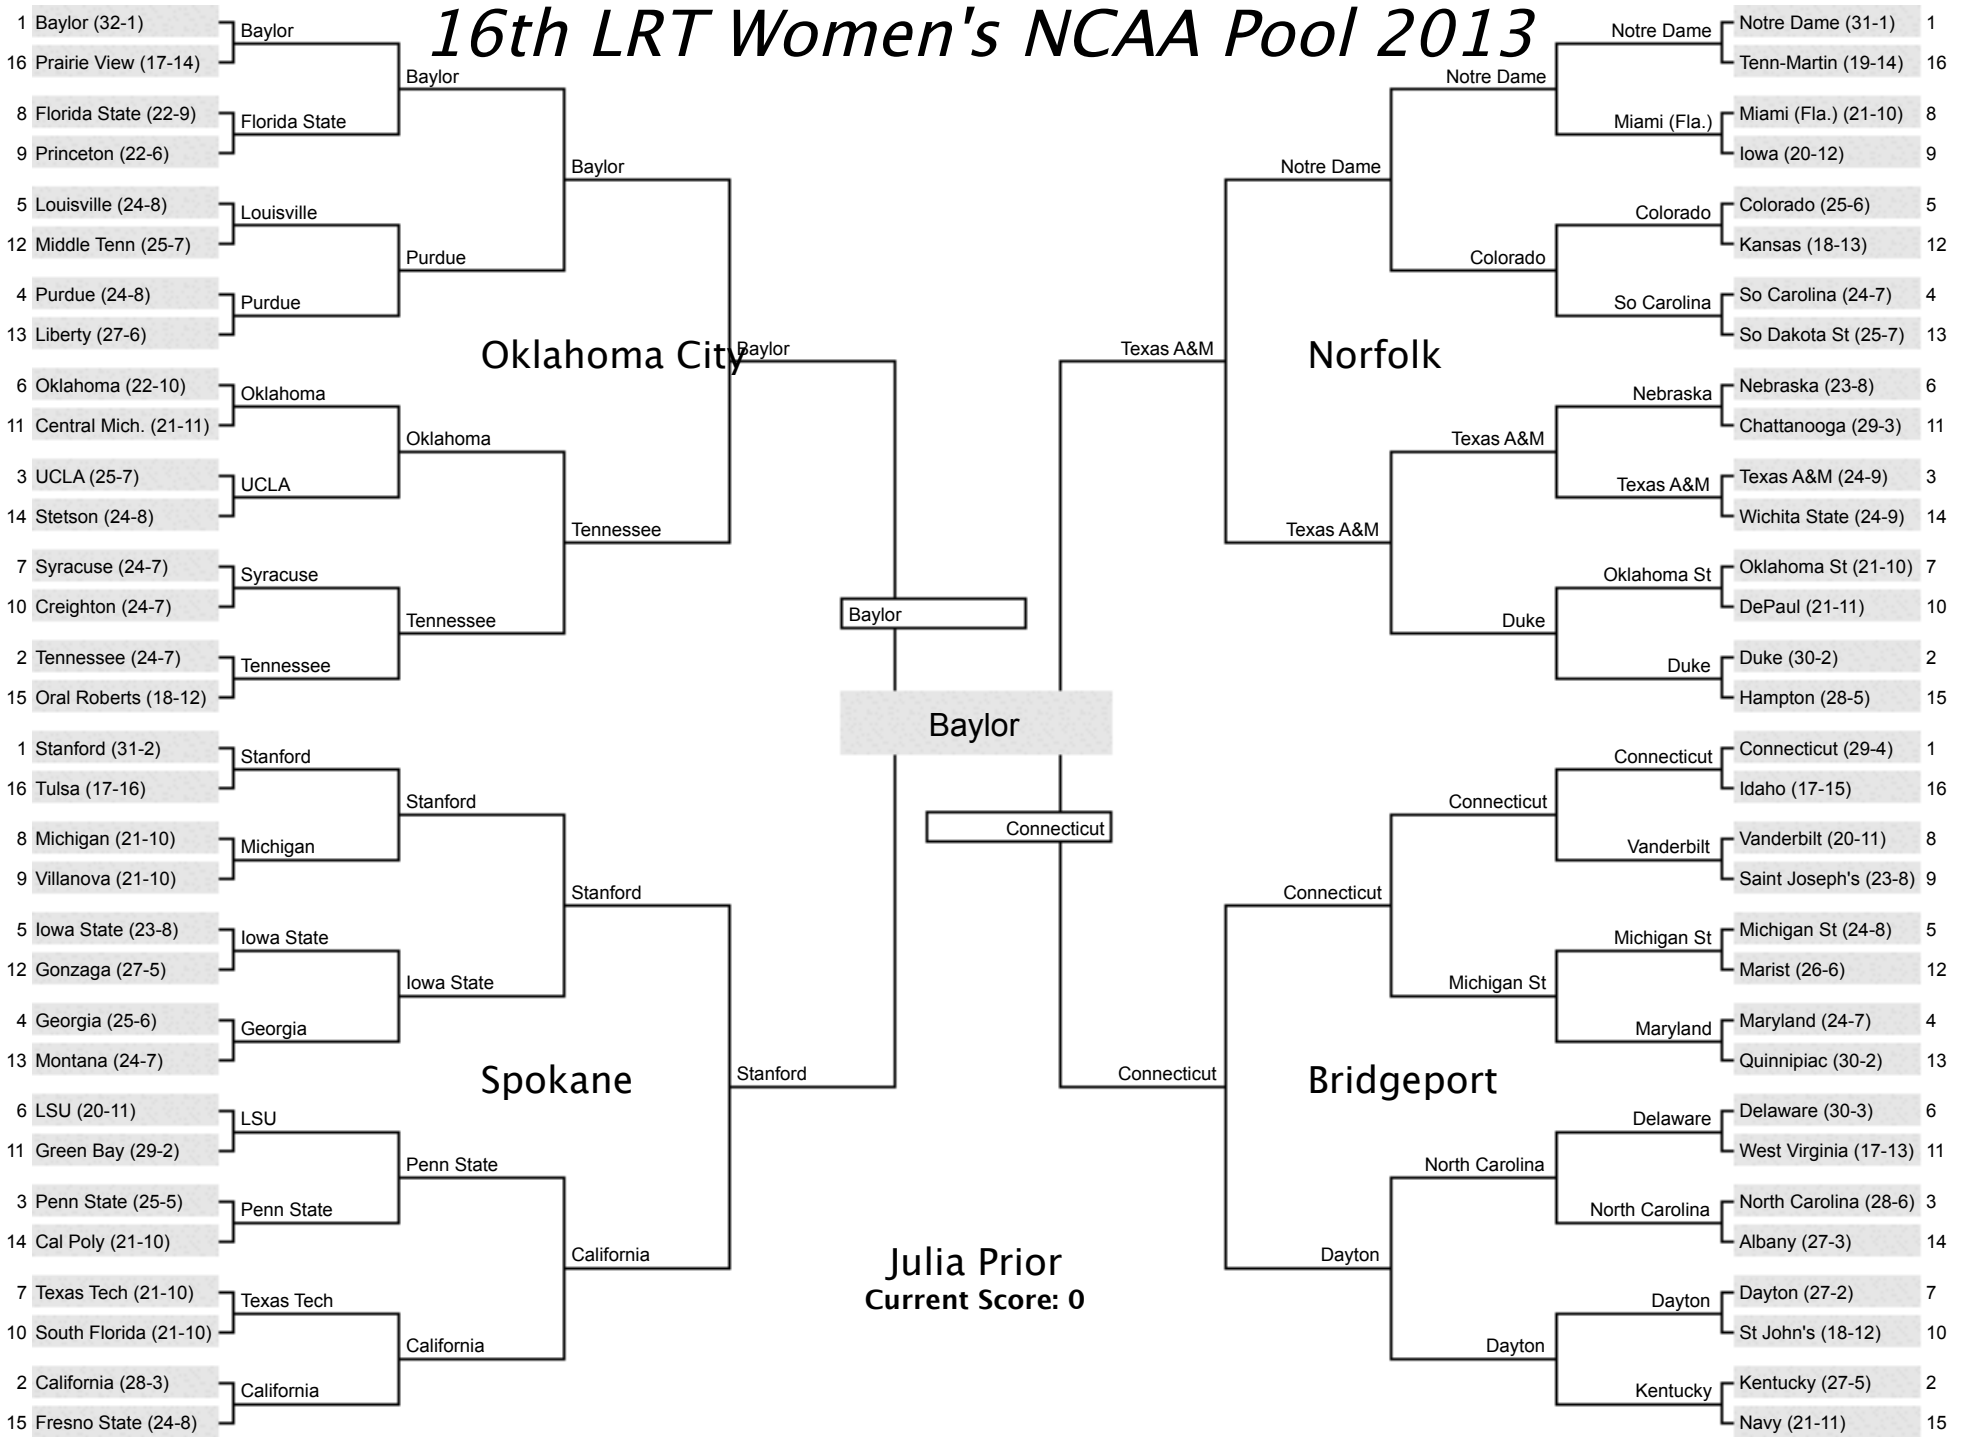 16th LRT Women's NCAA Pool 2013
1 Baylor (32-1)
16 Prairie View (17-14)
8 Florida State (22-9)
9 Princeton (22-6)
5 Louisville (24-8)
12 Middle Tenn (25-7)
4 Purdue (24-8)
13 Liberty (27-6)
6 Oklahoma (22-10)
11 Central Mich. (21-11)
3 UCLA (25-7)
14 Stetson (24-8)
7 Syracuse (24-7)
10 Creighton (24-7)
2 Tennessee (24-7)
15 Oral Roberts (18-12)
Baylor
Florida State
Louisville
Purdue
Oklahoma
UCLA
Syracuse
Tennessee
Baylor
Purdue
Oklahoma
Tennessee
Baylor
Tennessee
Oklahoma City
Baylor
1 Stanford (31-2)
16 Tulsa (17-16)
8 Michigan (21-10)
9 Villanova (21-10)
5 Iowa State (23-8)
12 Gonzaga (27-5)
4 Georgia (25-6)
13 Montana (24-7)
6 LSU (20-11)
11 Green Bay (29-2)
3 Penn State (25-5)
14 Cal Poly (21-10)
7 Texas Tech (21-10)
10 South Florida (21-10)
2 California (28-3)
15 Fresno State (24-8)
Stanford
Michigan
Iowa State
Georgia
LSU
Penn State
Texas Tech
California
Stanford
Iowa State
Penn State
California
Stanford
California
Spokane
Stanford
Baylor
Baylor
Connecticut
Julia Prior
Current Score: 0
Notre Dame (31-1) 1
Tenn-Martin (19-14) 16
Miami (Fla.) (21-10) 8
Iowa (20-12) 9
Colorado (25-6) 5
Kansas (18-13) 12
So Carolina (24-7) 4
So Dakota St (25-7) 13
Nebraska (23-8) 6
Chattanooga (29-3) 11
Texas A&M (24-9) 3
Wichita State (24-9) 14
Oklahoma St (21-10) 7
DePaul (21-11) 10
Duke (30-2) 2
Hampton (28-5) 15
Notre Dame
Miami (Fla.)
Colorado
So Carolina
Nebraska
Texas A&M
Oklahoma St
Duke
Notre Dame
Colorado
Texas A&M
Duke
Notre Dame
Texas A&M
Norfolk
Texas A&M
Connecticut (29-4) 1
Idaho (17-15) 16
Vanderbilt (20-11) 8
Saint Joseph's (23-8) 9
Michigan St (24-8) 5
Marist (26-6) 12
Maryland (24-7) 4
Quinnipiac (30-2) 13
Delaware (30-3) 6
West Virginia (17-13) 11
North Carolina (28-6) 3
Albany (27-3) 14
Dayton (27-2) 7
St John's (18-12) 10
Kentucky (27-5) 2
Navy (21-11) 15
Connecticut
Vanderbilt
Michigan St
Maryland
Delaware
North Carolina
Dayton
Kentucky
Connecticut
Michigan St
North Carolina
Dayton
Connecticut
Dayton
Bridgeport
Connecticut